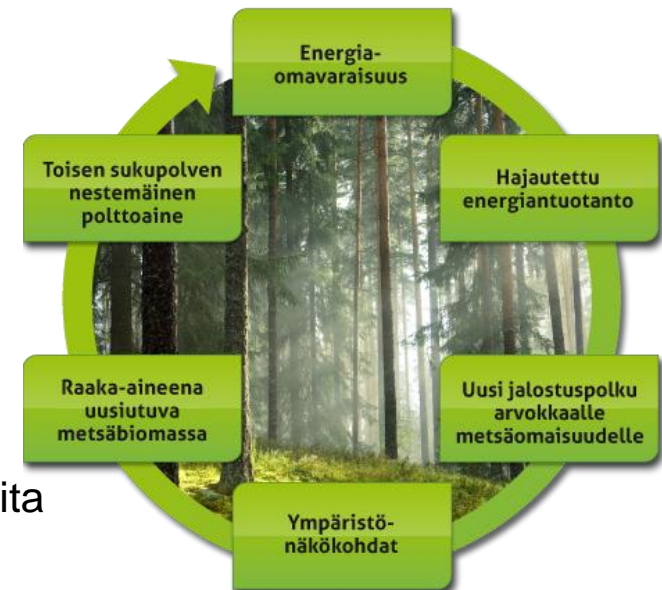 Energia-
omavaraisuus
Hajautettu
energiantuotanto
Uusi jalostuspolku
arvokkaalle
metsäomaisuudelle
Ympäristö-
näkökohdat
Raaka-aineena
uusiutuva
metsäbiomassa
Toisen sukupolven
nestemäinen
polttoaine
ita